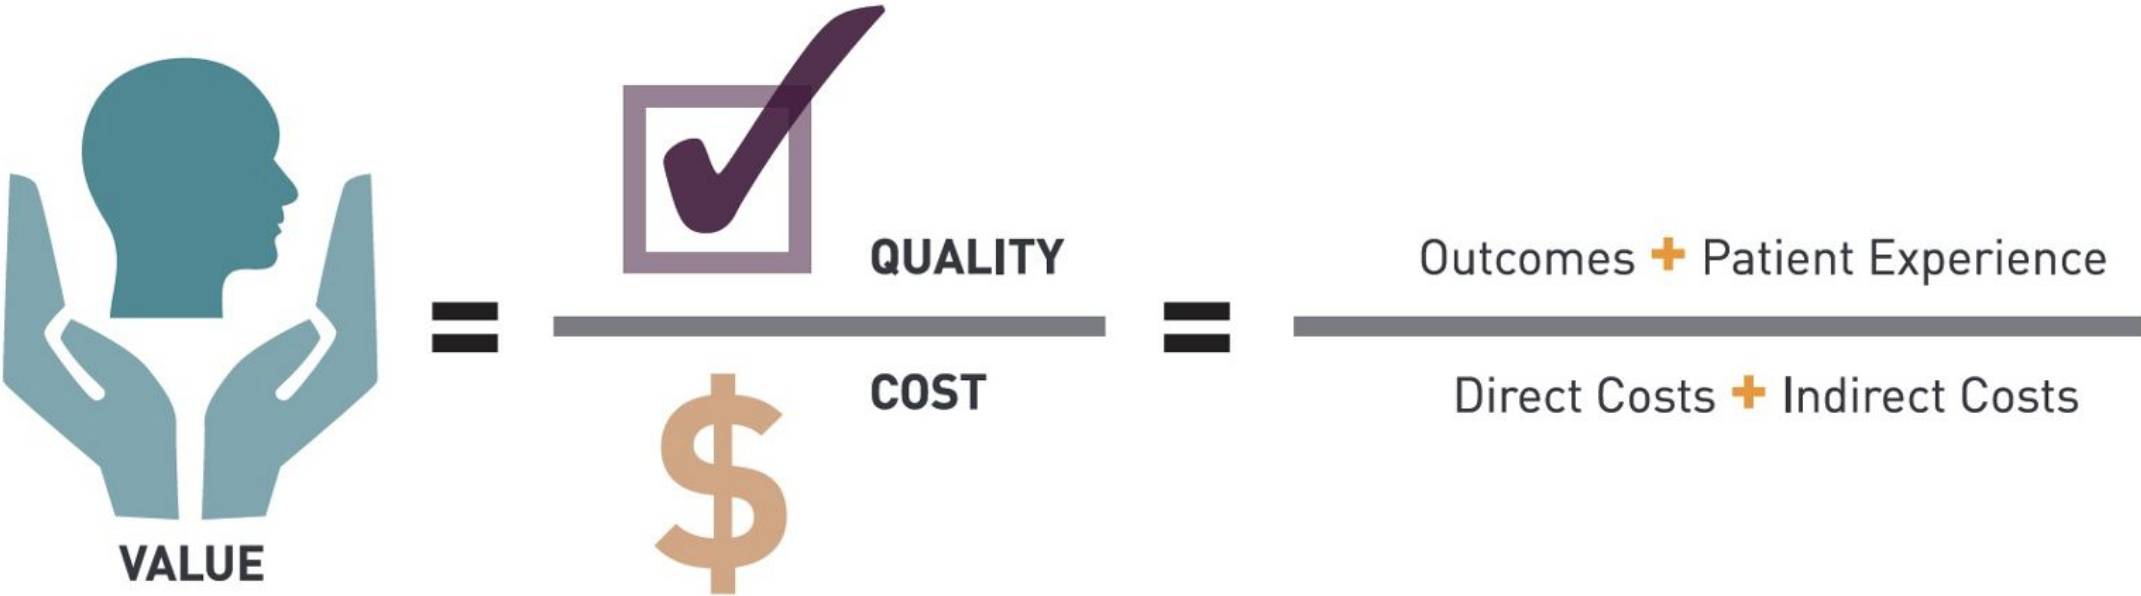 VALUE
=
QUALITY
$
COST
=
Outcomes + Patient Experience
Direct Costs + Indirect Costs